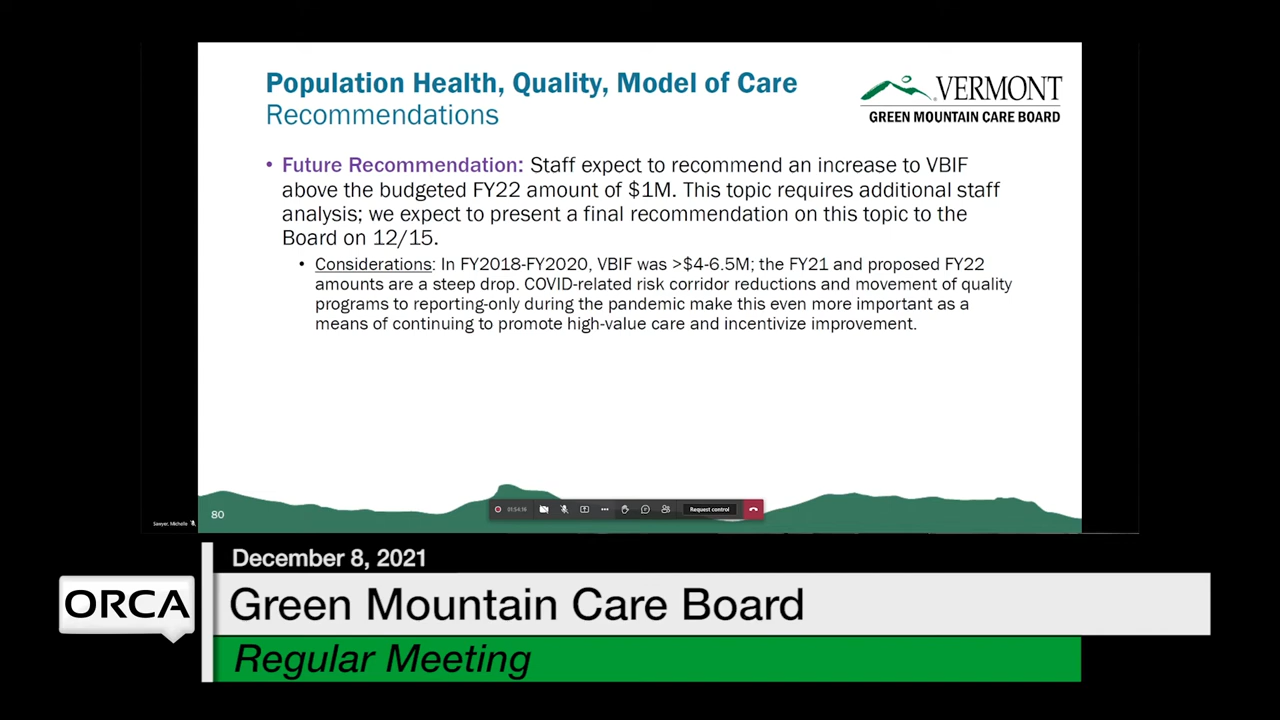 Population Health, Quality, Model of Care
Recommendations
VERMONT
GREEN MOUNTAIN CARE BOARD
• Future Recommendation: Staff expect to recommend an increase to VBIF
above the budgeted FY22 amount of $1M. This topic requires additional staff
analysis; we expect to present a final recommendation on this topic to the
Board on 12/15.
• Considerations: In FY2018-FY2020, VBIF was >$4-6.5M; the FY21 and proposed FY22
amounts are a steep drop. COVID-related risk corridor reductions and movement of quality
programs to reporting-only during the pandemic make this even more important as a
means of continuing to promote high-value care and incentivize improvement.
80
01:54:16
Request control
Sawyer, Michelle
December 8, 2021
ORCA
Green Mountain Care Board
Regular Meeting